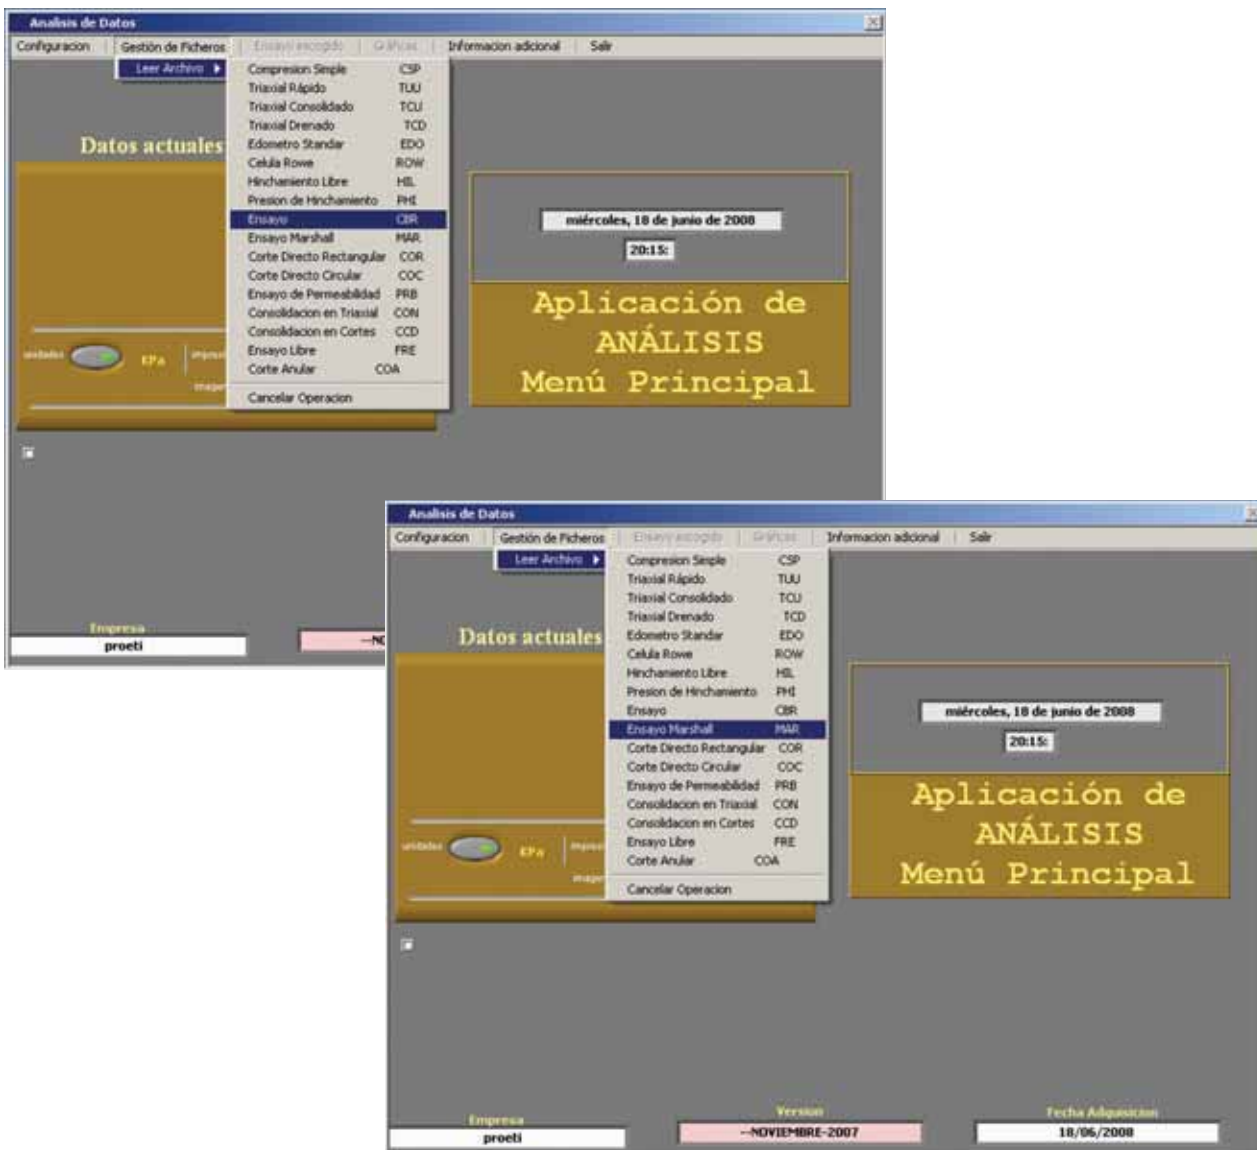 Analisis de Datos
Configuracion Gestión de Ficheros Ensayo escogido Gráficas Informacion adicional Salir
Leer Archivo
Compresion Simple CSP
Triaxial Rápido TUU
Triaxial Consolidado TCU
Triaxial Drenado TCD
Edometro Standar EDO
Celula Rowe ROW
Hinchamiento Libre HIL
Presion de Hinchamiento PHI
Ensayo CBR
Ensayo Marshall MAR
Corte Directo Rectangular COR
Corte Directo Circular COC
Ensayo de Permeabilidad PRB
Consolidacion en Triaxial CON
Consolidacion en Cortes CCD
Ensayo Libre FRE
Corte Anular COA
Cancelar Operacion
Datos actuales
unidades KPa
miércoles, 18 de junio de 2008
20:15:
Aplicación de
ANÁLISIS
Menú Principal
Empresa
proeti
--NO
Analisis de Datos
Configuracion Gestión de Ficheros Ensayo escogido Gráficas Informacion adicional Salir
Leer Archivo
Compresion Simple CSP
Triaxial Rápido TUU
Triaxial Consolidado TCU
Triaxial Drenado TCD
Edometro Standar EDO
Celula Rowe ROW
Hinchamiento Libre HIL
Presion de Hinchamiento PHI
Ensayo CBR
Ensayo Marshall MAR
Corte Directo Rectangular COR
Corte Directo Circular COC
Ensayo de Permeabilidad PRB
Consolidacion en Triaxial CON
Consolidacion en Cortes CCD
Ensayo Libre FRE
Corte Anular COA
Cancelar Operacion
Datos actuales
unidades KPa
miércoles, 18 de junio de 2008
20:15:
Aplicación de
ANÁLISIS
Menú Principal
Empresa
proeti
Version
--NOVIEMBRE-2007
Fecha Adquisicion
18/06/2008